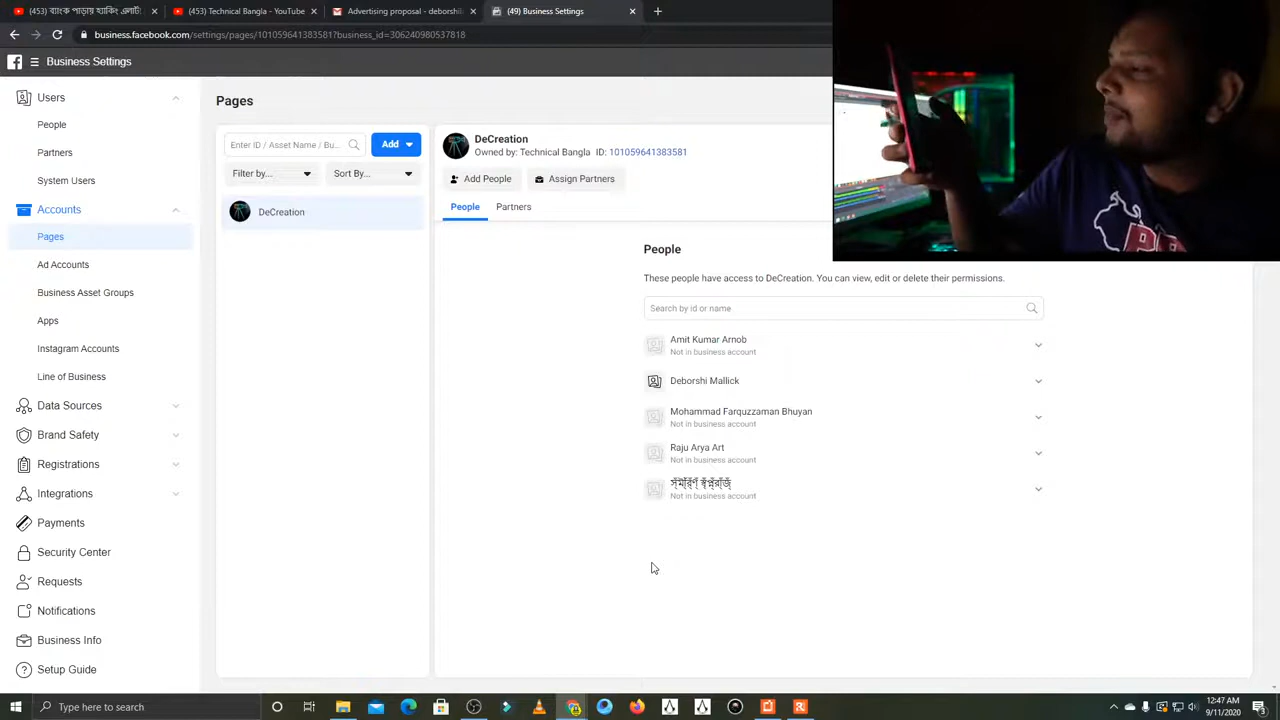 (453) ব্যাংক পাড়ায় হ্যাকিং এলার্ট!
(453) Technical Bangla - YouTube
Advertising proposal - deborshi
(49) Business Settings
business.facebook.com/settings/pages/101059641383581?business_id=306240980537818
Business Settings
Users
People
Partners
System Users
Accounts
Pages
Ad Accounts
Business Asset Groups
Apps
Instagram Accounts
Line of Business
Data Sources
Brand Safety
Registrations
Integrations
Payments
Security Center
Requests
Notifications
Business Info
Setup Guide
Pages
Enter ID / Asset Name / Bu...
Add
Filter by...
Sort By...
DeCreation
DeCreation
Owned by: Technical Bangla ID: 101059641383581
Add People
Assign Partners
People
Partners
People
These people have access to DeCreation. You can view, edit or delete their permissions.
Search by id or name
Amit Kumar Arnob
Not in business account
Deborshi Mallick
Mohammad Farquzzaman Bhuyan
Not in business account
Raju Arya Art
Not in business account
Not in business account
Type here to search
12:47 AM
9/11/2020